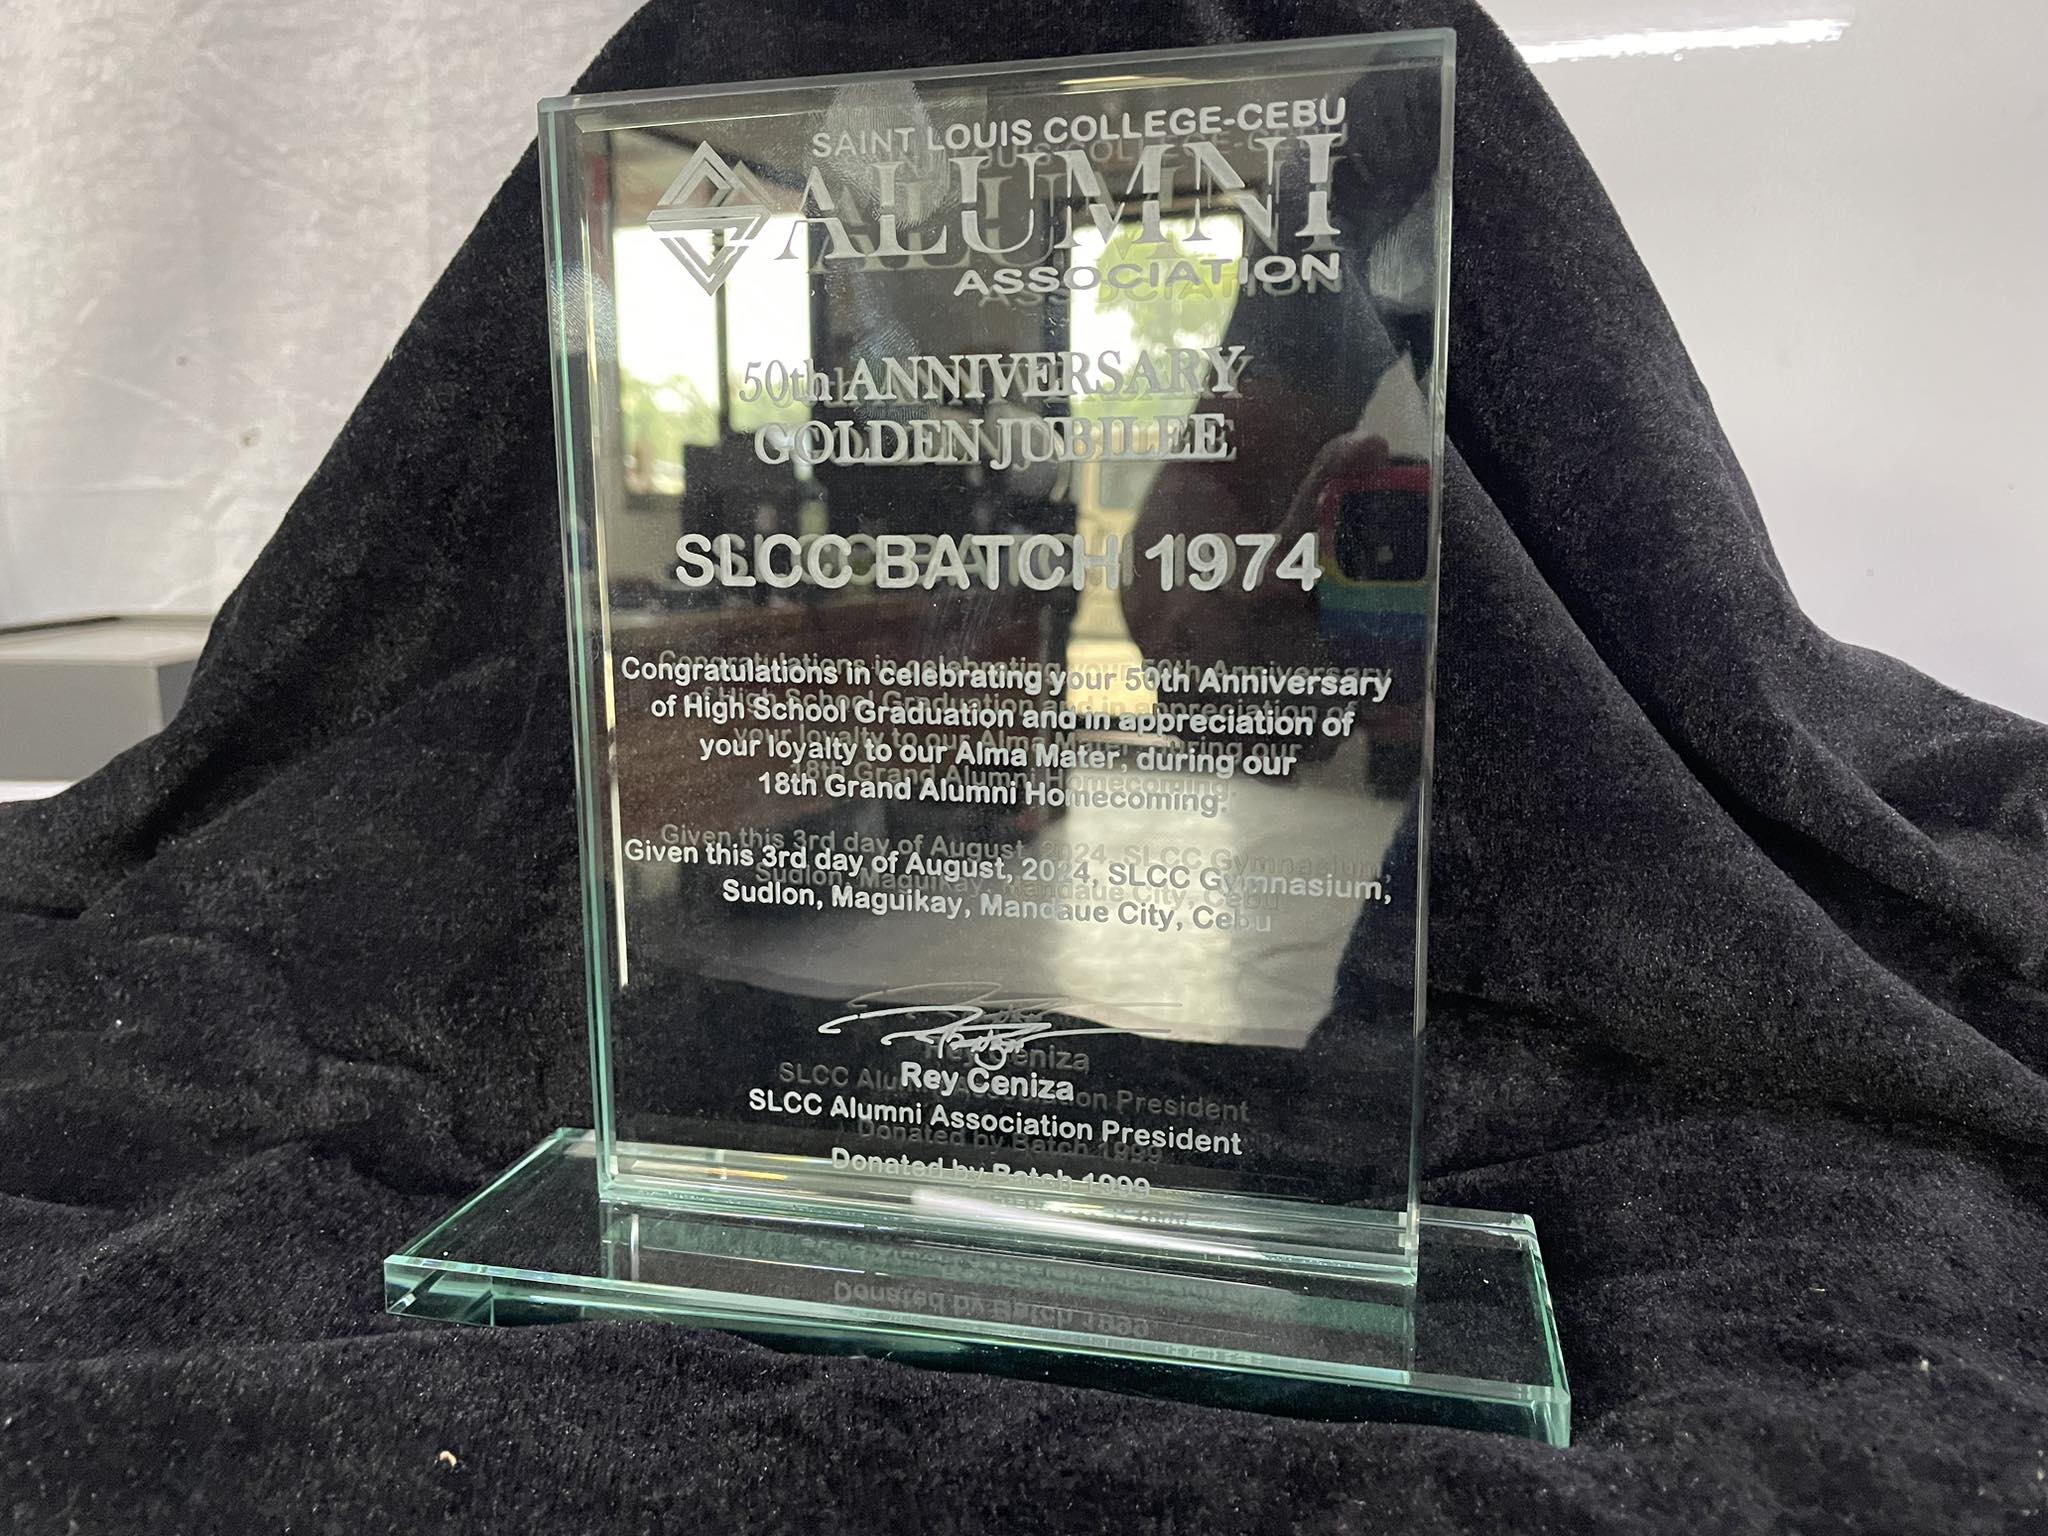 SAINT LOUIS COLLEGE-CEBU
ALUMNI
ASSOCIATION
50th ANNIVERSARY
GOLDEN JUBILEE
SLCC BATCH 1974
Congratulations in celebrating your 50th Anniversary
of High School Graduation and in appreciation of
your loyalty to our Alma Mater, during our
18th Grand Alumni Homecoming.
Given this 3rd day of August, 2024, SLCC Gymnasium,
Sudlon, Maguikay, Mandaue City, Cebu
Rey Ceniza
SLCC Alumni Association President
Donated by Batch 1999